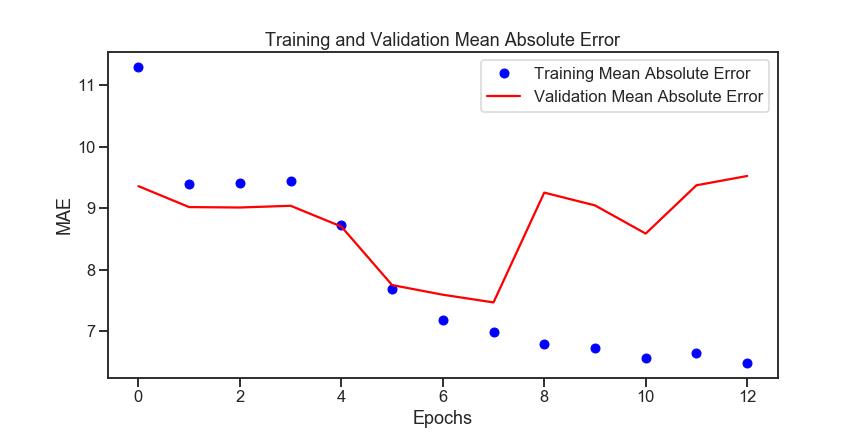 Training and Validation Mean Absolute Error
Training Mean Absolute Error
Validation Mean Absolute Error
MAE
11
10
9
8
7
0 2 4 6 8 10 12
Epochs